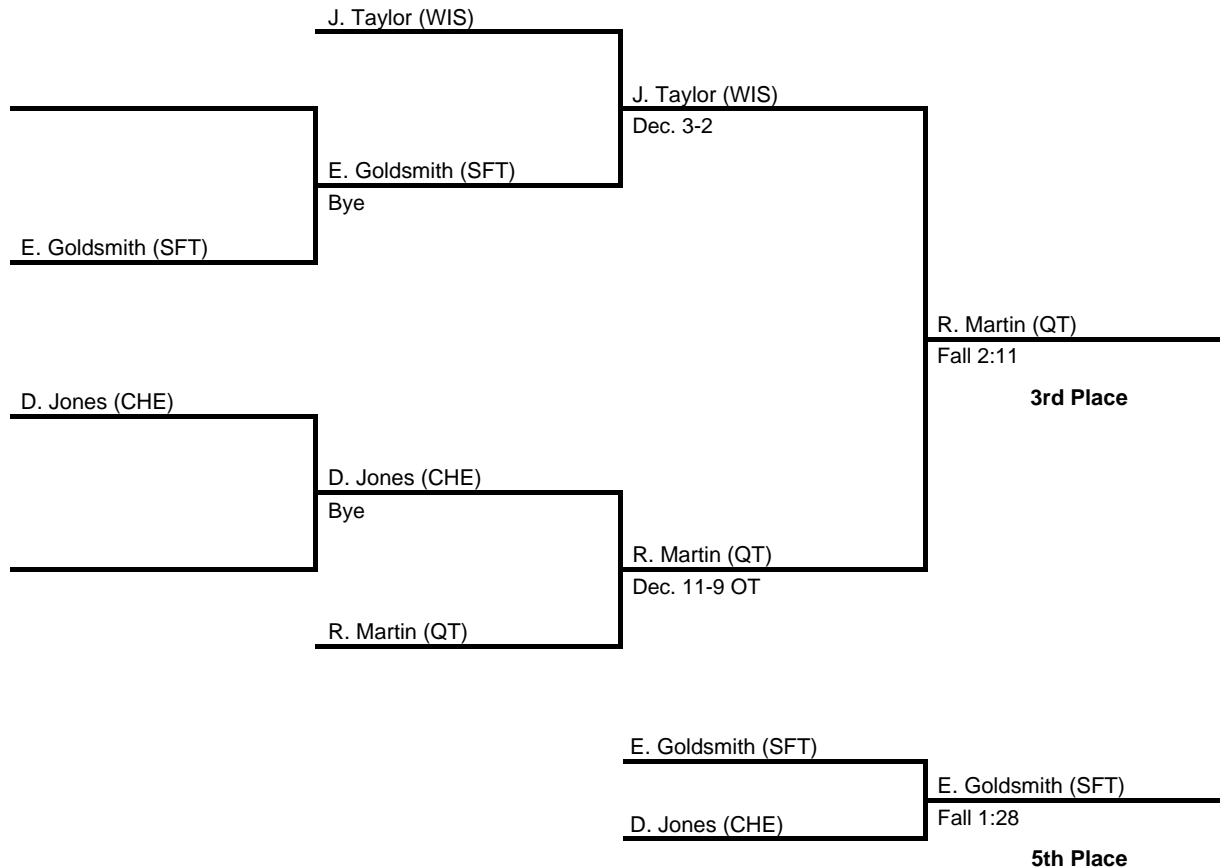 J. Taylor (WIS)
J. Taylor (WIS)
Dec. 3-2
E. Goldsmith (SFT)
Bye
E. Goldsmith (SFT)
R. Martin (QT)
Fall 2:11
3rd Place
D. Jones (CHE)
D. Jones (CHE)
Bye
R. Martin (QT)
Dec. 11-9 OT
R. Martin (QT)
E. Goldsmith (SFT)
E. Goldsmith (SFT)
Fall 1:28
D. Jones (CHE)
5th Place